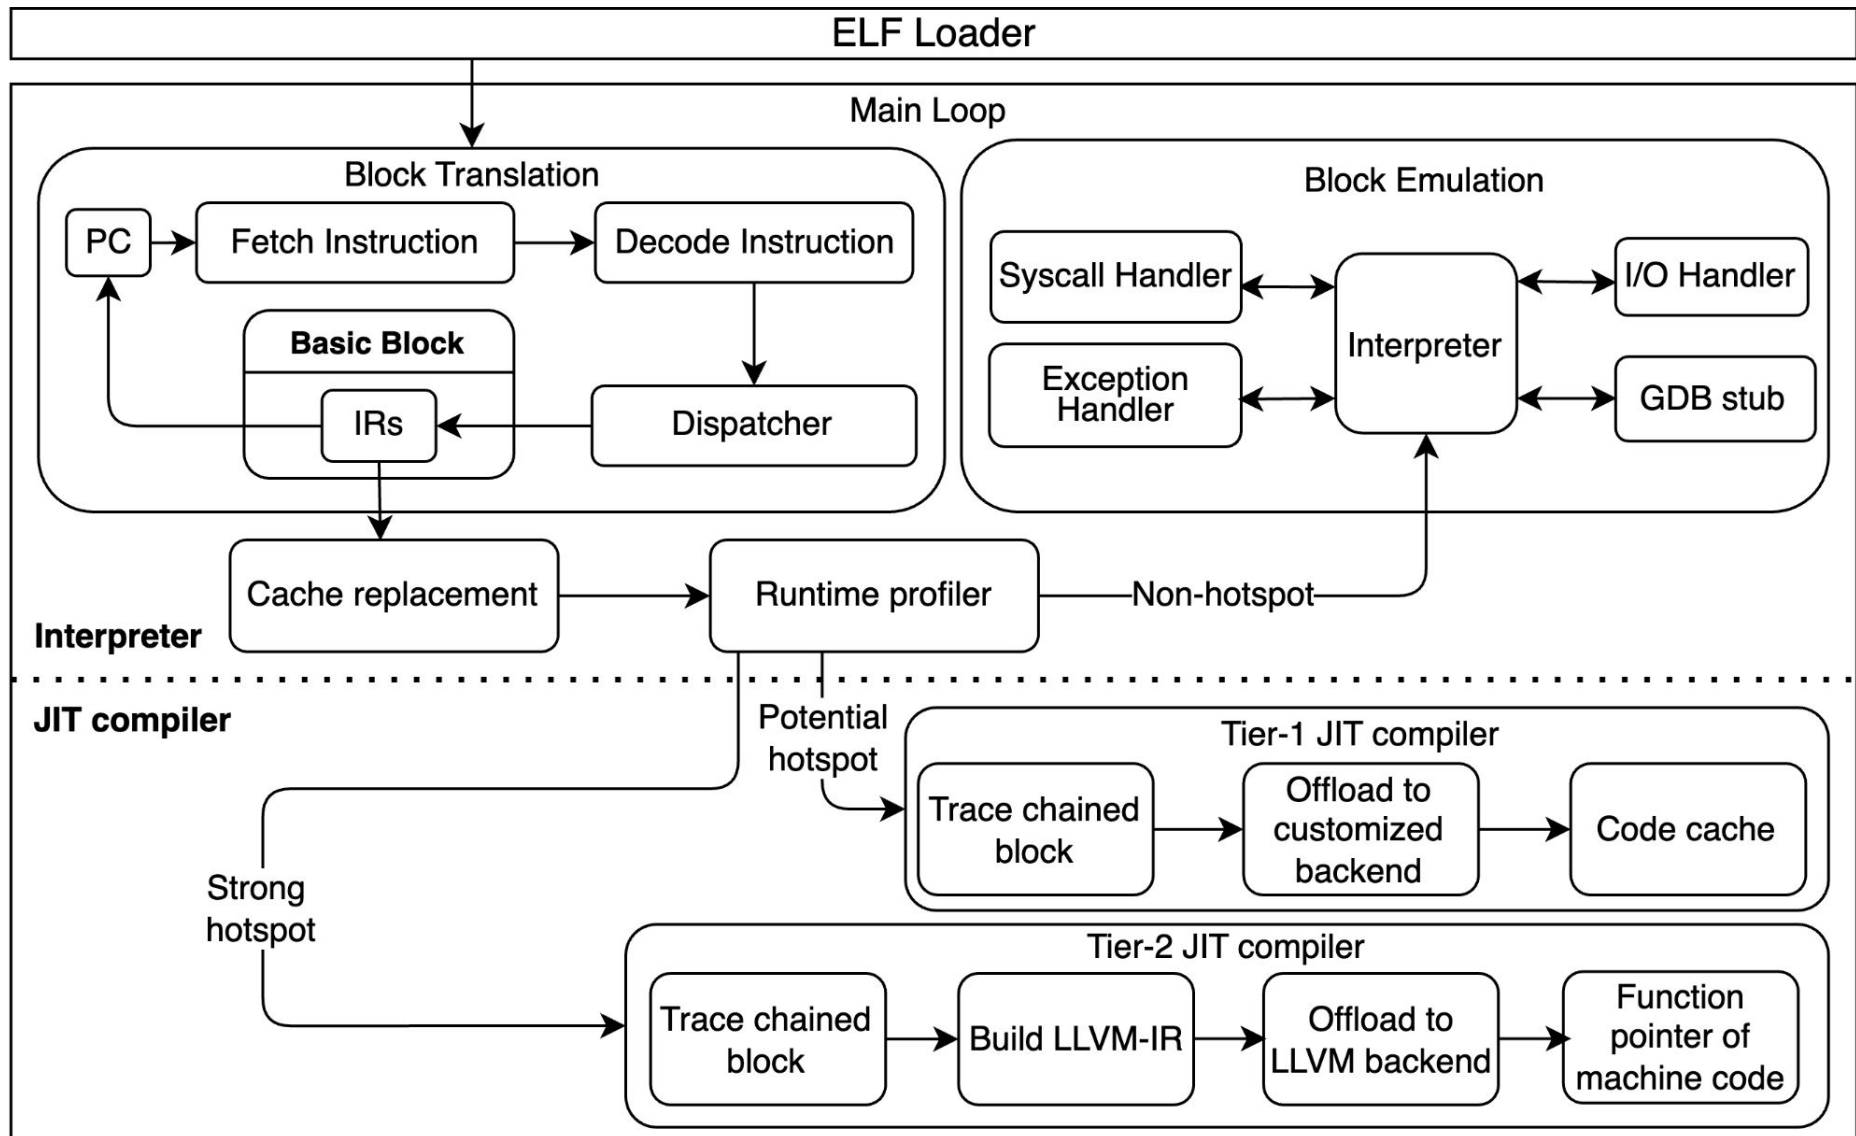 ELF Loader
Main Loop
Block Translation
PC
Fetch Instruction
Decode Instruction
Basic Block
IRs
Dispatcher
Block Emulation
Syscall Handler
Exception
Handler
Interpreter
I/O Handler
GDB stub
Cache replacement
Runtime profiler
Non-hotspot
Interpreter
JIT compiler
Potential
hotspot
Tier-1 JIT compiler
Trace chained
block
Offload to
customized
backend
Code cache
Strong
hotspot
Tier-2 JIT compiler
Trace chained
block
Build LLVM-IR
Offload to
LLVM backend
Function
pointer of
machine code